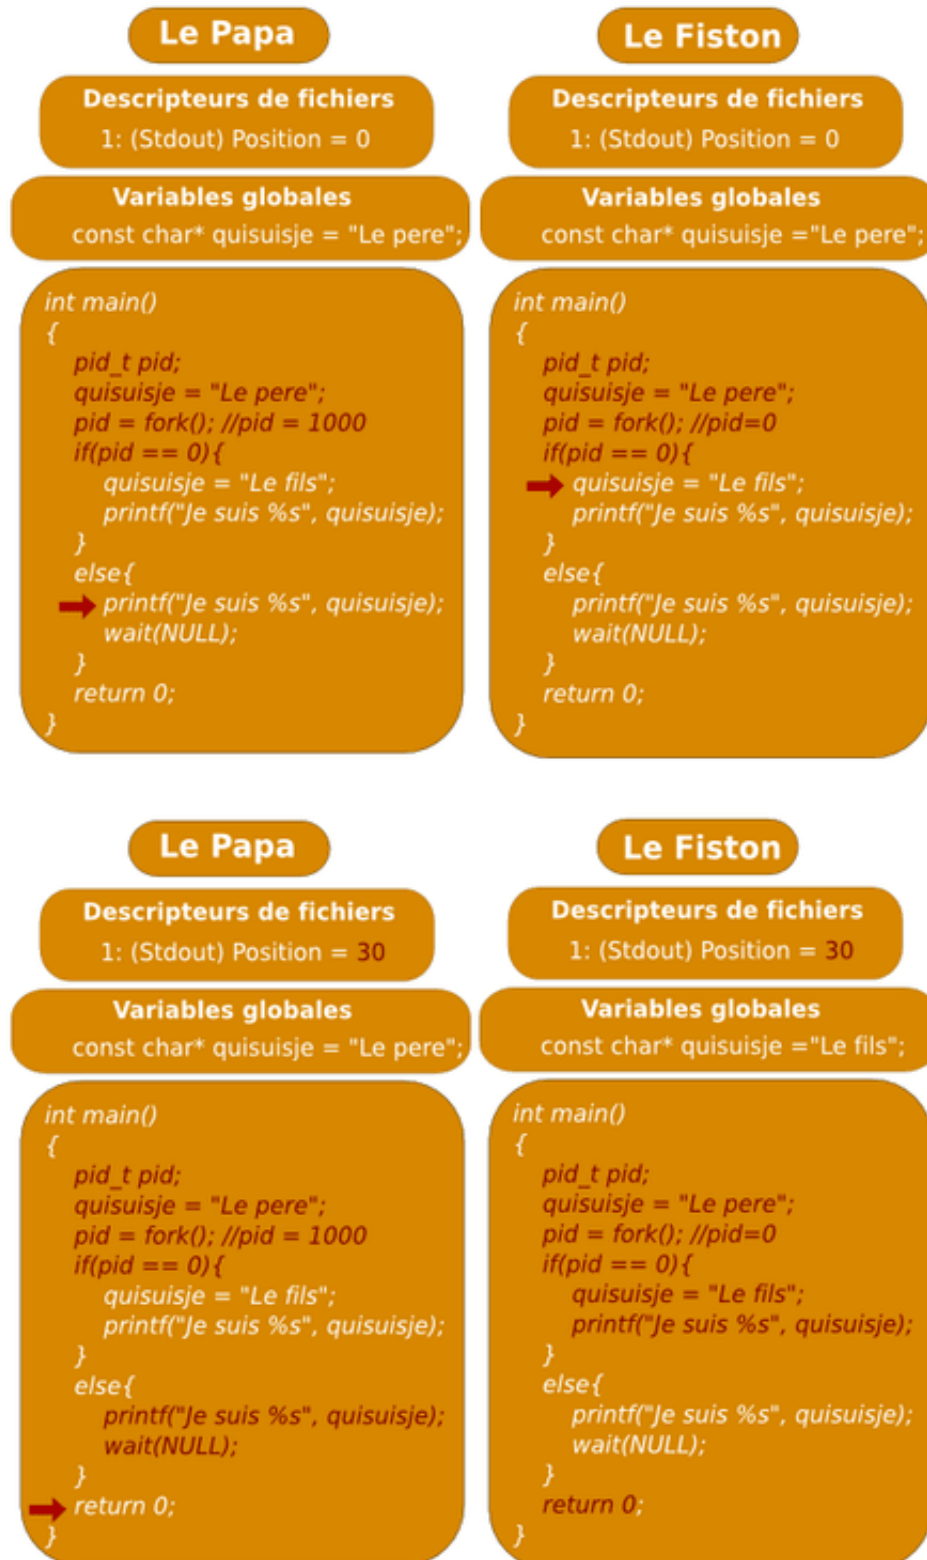 Le Papa
Descripteurs de fichiers
1: (Stdout) Position = 0
Variables globales
const char* quisuisje = "Le pere";
int main()
{
pid_t pid;
quisuisje = "Le pere";
pid = fork(); //pid = 1000
if(pid == 0){
quisuisje = "Le fils";
printf("Je suis %s", quisuisje);
}
else{
printf("Je suis %s", quisuisje);
wait(NULL);
}
return 0;
}
Le Fiston
Descripteurs de fichiers
1: (Stdout) Position = 0
Variables globales
const char* quisuisje ="Le pere";
int main()
{
pid_t pid;
quisuisje = "Le pere";
pid = fork(); //pid=0
if(pid == 0){
quisuisje = "Le fils";
printf("Je suis %s", quisuisje);
}
else{
printf("Je suis %s", quisuisje);
wait(NULL);
}
return 0;
}
Le Papa
Descripteurs de fichiers
1: (Stdout) Position = 30
Variables globales
const char* quisuisje = "Le pere";
int main()
{
pid_t pid;
quisuisje = "Le pere";
pid = fork(); //pid = 1000
if(pid == 0){
quisuisje = "Le fils";
printf("Je suis %s", quisuisje);
}
else{
printf("Je suis %s", quisuisje);
wait(NULL);
}
return 0;
}
Le Fiston
Descripteurs de fichiers
1: (Stdout) Position = 30
Variables globales
const char* quisuisje ="Le fils";
int main()
{
pid_t pid;
quisuisje = "Le pere";
pid = fork(); //pid=0
if(pid == 0){
quisuisje = "Le fils";
printf("Je suis %s", quisuisje);
}
else{
printf("Je suis %s", quisuisje);
wait(NULL);
}
return 0;
}